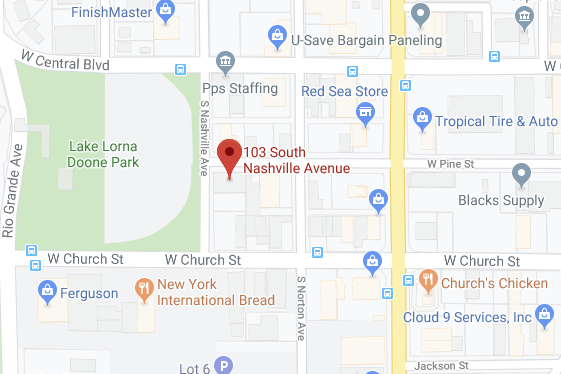 FinishMaster
U-Save Bargain Paneling
W Central Blvd
W C
Pps Staffing
Red Sea Store
S Nashville Ave
Tropical Tire & Auto
Lake Lorna
Doone Park
103 South
Nashville Avenue
W Pine St
Rio Grande Ave
Blacks Supply
W Church St
W Church St
W Church St
Ferguson
New York
International Bread
S Norton Ave
Church's Chicken
Cloud 9 Services, Inc
Lot 6
P
Jackson St